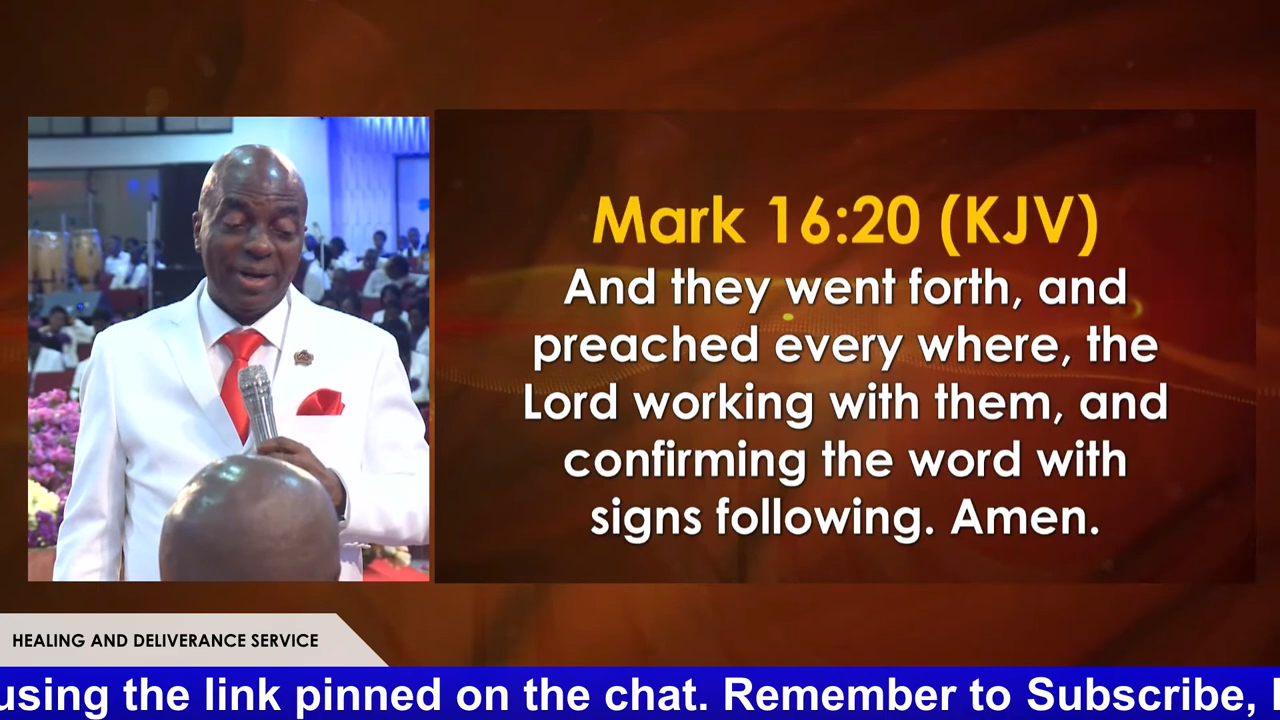 Mark 16:20 (KJV)
And they went forth, and
preached every where, the
Lord working with them, and
confirming the word with
signs following. Amen.
HEALING AND DELIVERANCE SERVICE
using the link pinned on the chat. Remember to Subscribe,